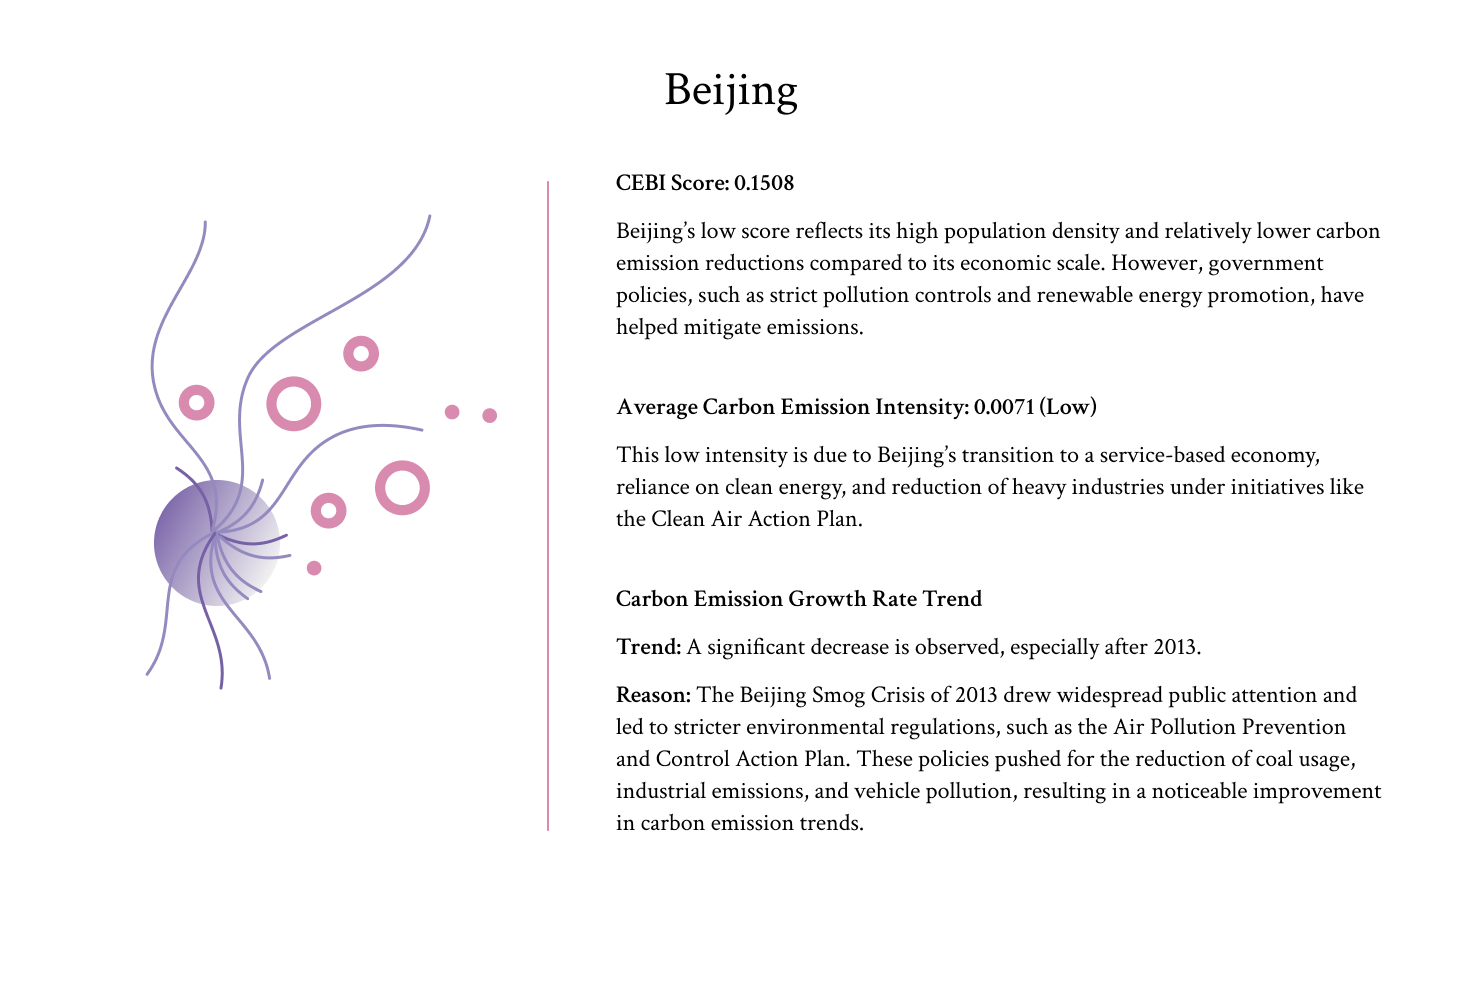 Beijing
CEBI Score: 0.1508
Beijing’s low score reflects its high population density and relatively lower carbon
emission reductions compared to its economic scale. However, government
policies, such as strict pollution controls and renewable energy promotion, have
helped mitigate emissions.
Average Carbon Emission Intensity: 0.0071 (Low)
This low intensity is due to Beijing’s transition to a service-based economy,
reliance on clean energy, and reduction of heavy industries under initiatives like
the Clean Air Action Plan.
Carbon Emission Growth Rate Trend
Trend: A significant decrease is observed, especially after 2013.
Reason: The Beijing Smog Crisis of 2013 drew widespread public attention and
led to stricter environmental regulations, such as the Air Pollution Prevention
and Control Action Plan. These policies pushed for the reduction of coal usage,
industrial emissions, and vehicle pollution, resulting in a noticeable improvement
in carbon emission trends.